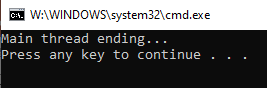 W:\WINDOWS\system32\cmd.exe
Main thread ending...
Press any key to continue . . .